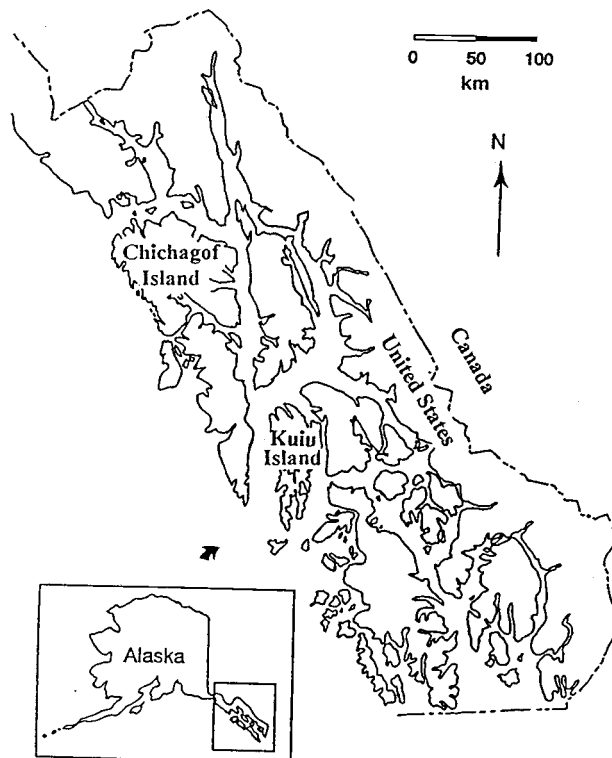 0 50 100
km
N
Chichagof
Island
Canada
United States
Kuiu
Island
Alaska